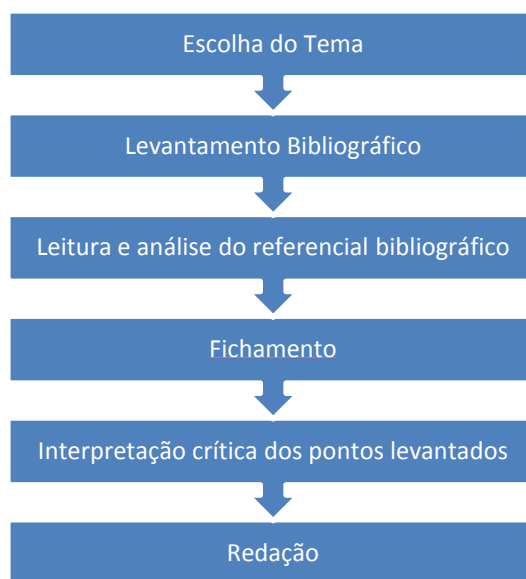 Escolha do Tema
Levantamento Bibliográfico
Leitura e análise do referencial bibliográfico
Fichamento
Interpretação crítica dos pontos levantados
Redação